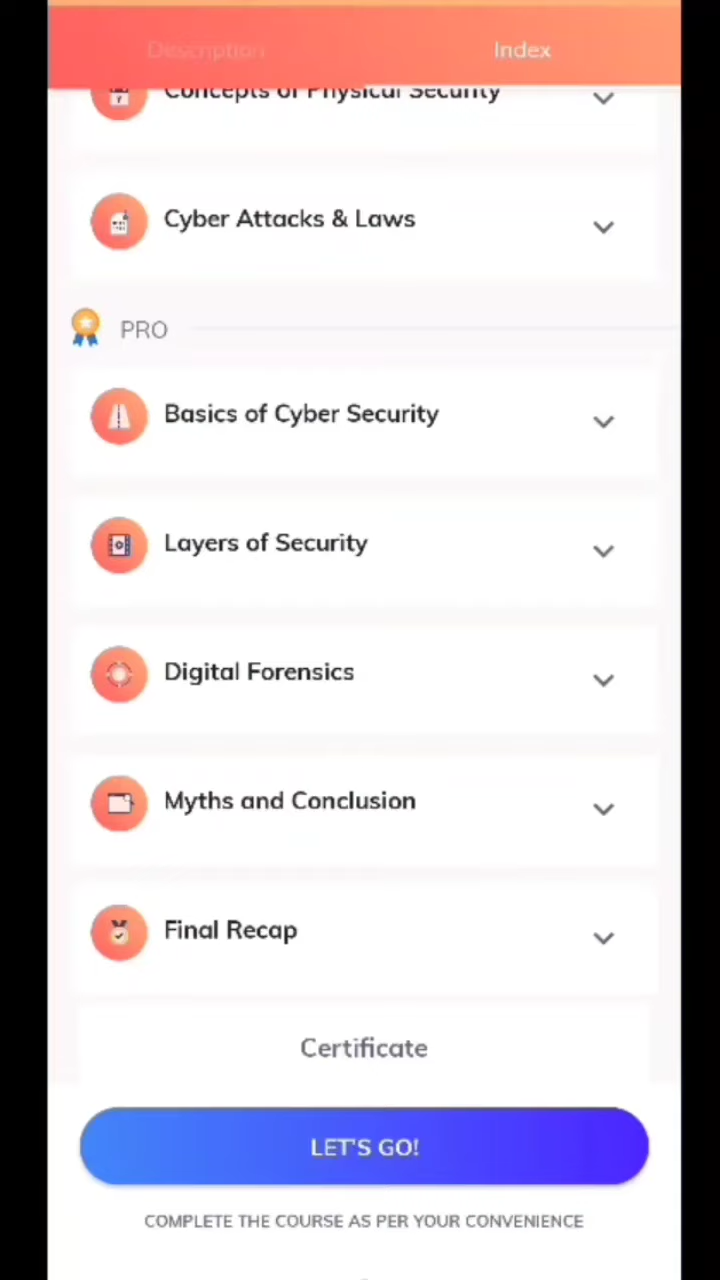 Description
Index
Concepts of Physical Security
Cyber Attacks & Laws
PRO
Basics of Cyber Security
Layers of Security
Digital Forensics
Myths and Conclusion
Final Recap
Certificate
LET'S GO!
COMPLETE THE COURSE AS PER YOUR CONVENIENCE